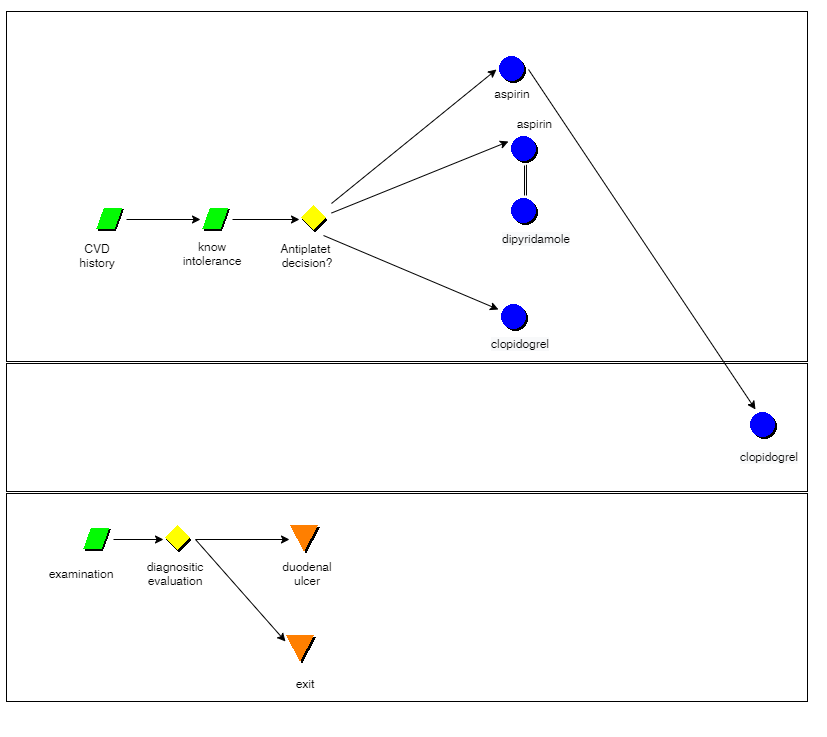 aspirin
aspirin
CVD
history
know
intolerance
Antiplatet
decision?
dipyridamole
clopidogrel
clopidogrel
examination
diagnositic
evaluation
duodenal
ulcer
exit